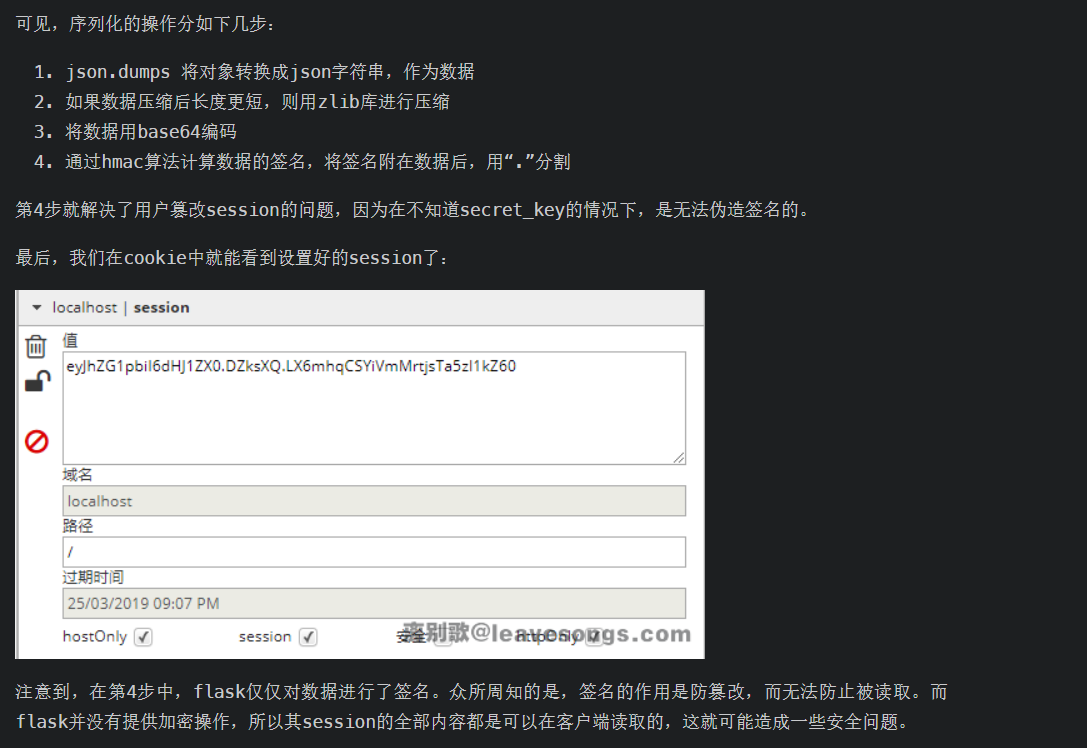 可见，序列化的操作分如下几步：
1. json.dumps 将对象转换成json字符串，作为数据
2. 如果数据压缩后长度更短，则用zlib库进行压缩
3. 将数据用base64编码
4. 通过hmac算法计算数据的签名，将签名附在数据后，用“.”分割
第4步就解决了用户篡改session的问题，因为在不知道secret_key的情况下，是无法伪造签名的。
最后，我们在cookie中就能看到设置好的session了：
localhost | session
值
eyJhZG1pbiI6dHJ1ZX0.DZksXQ.LX6mhqCSYiVmMrtjsTa5zI1kZ60
域名
localhost
路径
/
过期时间
25/03/2019 09:07 PM
hostOnly session 安全 HttpOnly
离别歌@leavesongs.com
注意到，在第4步中，flask仅仅对数据进行了签名。众所周知的是，签名的作用是防篡改，而无法防止被读取。而
flask并没有提供加密操作，所以其session的全部内容都是可以在客户端读取的，这就可能造成一些安全问题。